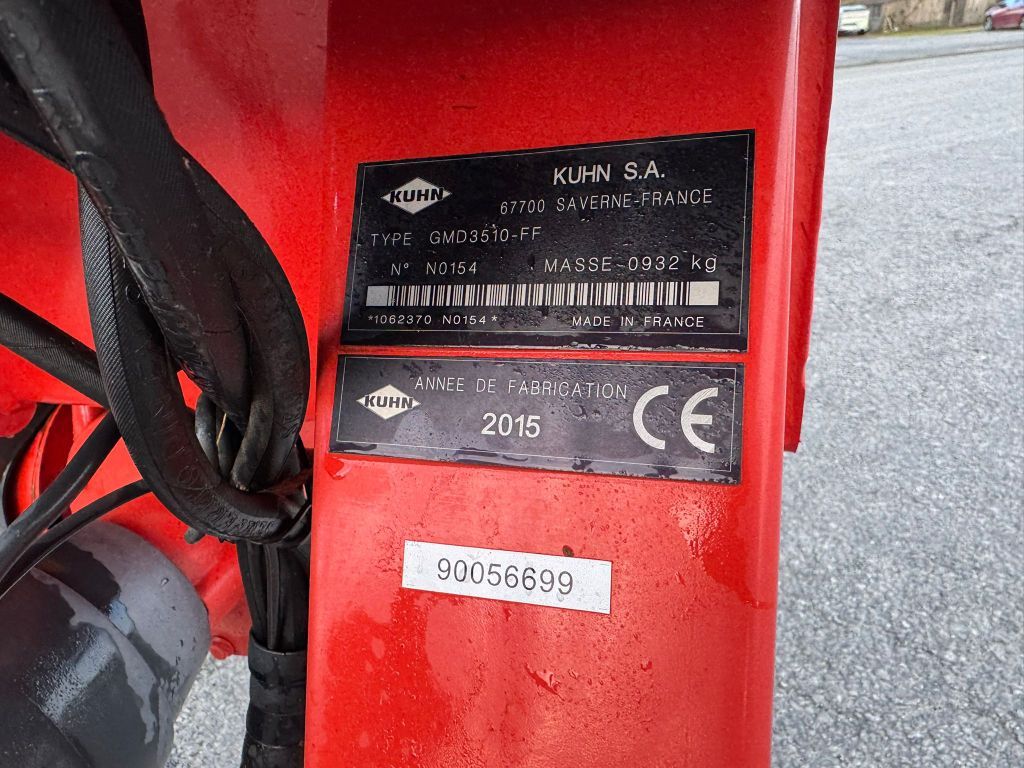 KUHN
KUHN S.A.
67700 SAVERNE-FRANCE
TYPE GMD3510-FF
N° N0154 MASSE-0932 kg
*1062370 N0154* MADE IN FRANCE
KUHN
ANNEE DE FABRICATION
2015
CE
90056699